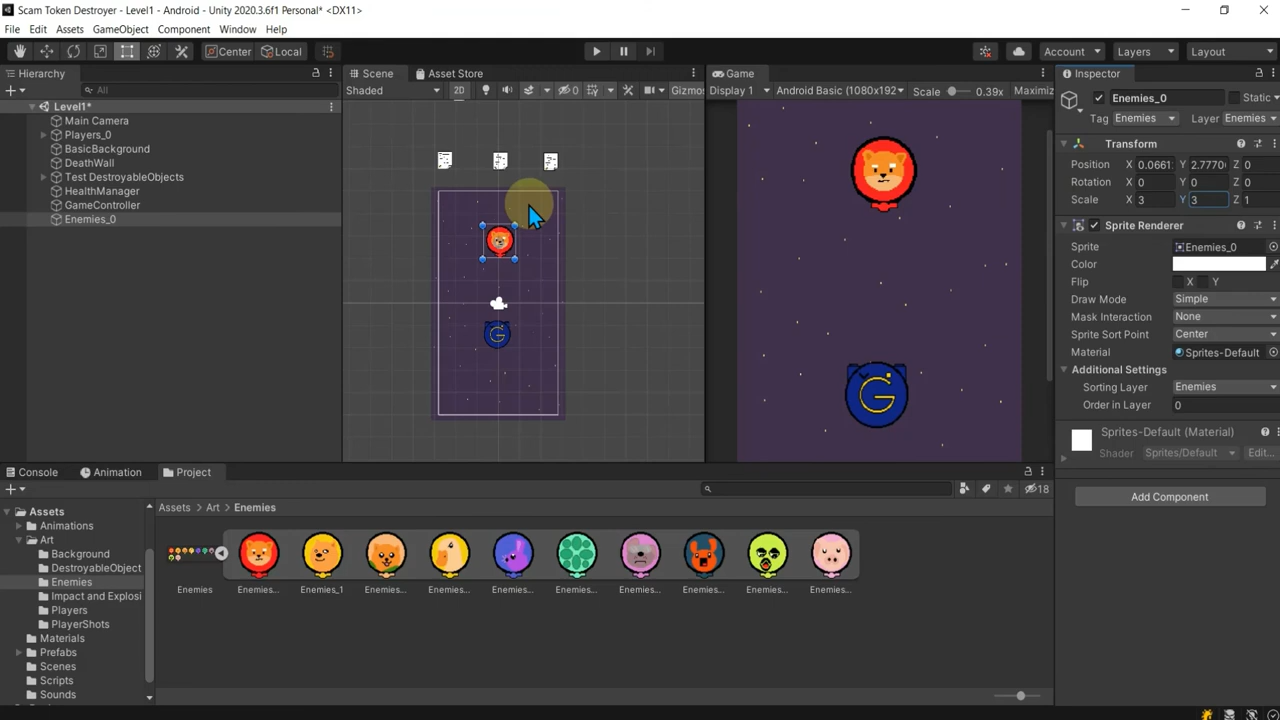 Scam Token Destroyer - Level1 - Android - Unity 2020.3.6f1 Personal* <DX11>
File Edit Assets GameObject Component Window Help
Center Local Account Layers Layout
Hierarchy Scene Asset Store Game Inspector
All Shaded 2D 0 Gizmos Display 1 Android Basic (1080x192 Scale 0.39x Maximiz Enemies_0 Static
Level1*
Main Camera
Players_0
BasicBackground
DeathWall
Test DestroyableObjects
HealthManager
GameController
Enemies_0
Tag Enemies Layer Enemies
Transform
Position X 0.0661 Y 2.7770 Z 0
Rotation X 0 Y 0 Z 0
Scale X 3 Y 3 Z 1
Sprite Renderer
Sprite Enemies_0
Color
Flip X Y
Draw Mode Simple
Mask Interaction None
Sprite Sort Point Center
Material Sprites-Default
Additional Settings
Sorting Layer Enemies
Order in Layer 0
Sprites-Default (Material)
Shader Sprites/Default Edit...
Add Component
G
G
Console Animation Project
18
Assets
Animations
Art
Background
DestroyableObject
Enemies
Impact and Explosi
Players
PlayerShots
Materials
Prefabs
Scenes
Scripts
Sounds
Assets > Art > Enemies
Enemies Enemies... Enemies_1 Enemies... Enemies... Enemies... Enemies... Enemies... Enemies... Enemies... Enemies...